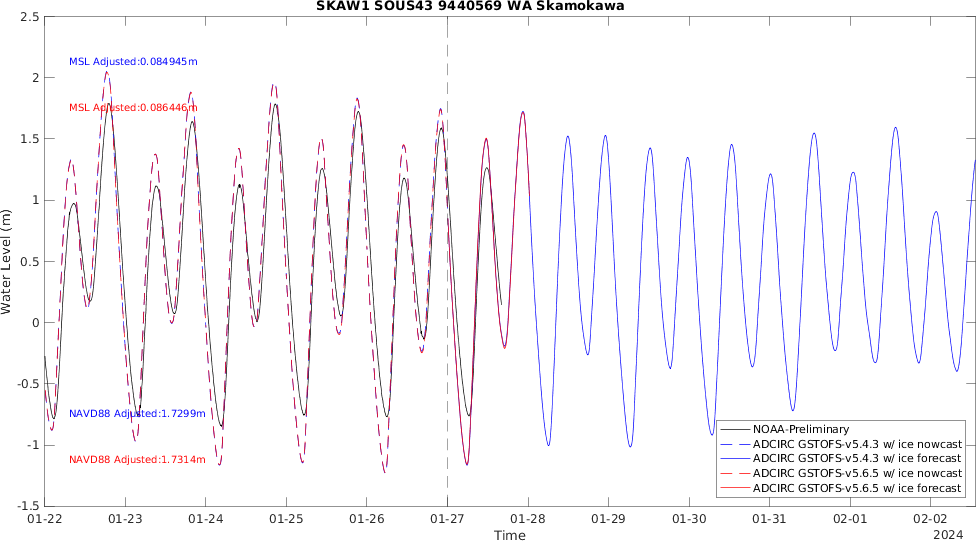 SKAW1 SOUS43 9440569 WA Skamokawa
2.5
2
1.5
1
0.5
0
-0.5
-1
-1.5
Water Level (m)
MSL Adjusted:0.084945m
MSL Adjusted:0.086446m
NAVD88 Adjusted:1.7299m
NAVD88 Adjusted:1.7314m
NOAA-Preliminary
ADCIRC GSTOFS-v5.4.3 w/ ice nowcast
ADCIRC GSTOFS-v5.4.3 w/ ice forecast
ADCIRC GSTOFS-v5.6.5 w/ ice nowcast
ADCIRC GSTOFS-v5.6.5 w/ ice forecast
01-22 01-23 01-24 01-25 01-26 01-27 01-28 01-29 01-30 01-31 02-01 02-02
Time
2024